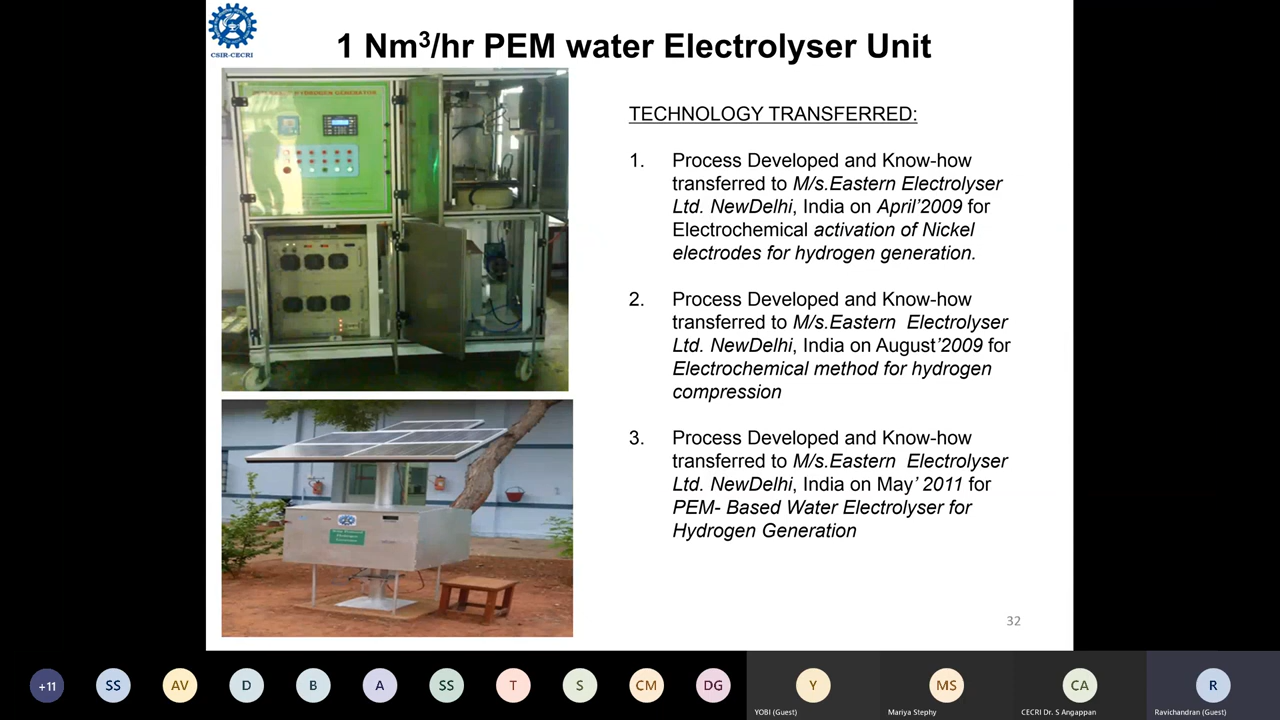 CSIR-CECRI
1 Nm³/hr PEM water Electrolyser Unit
HYDROGEN GENERATOR
TECHNOLOGY TRANSFERRED:
1. Process Developed and Know-how
transferred to M/s.Eastern Electrolyser
Ltd. NewDelhi, India on April'2009 for
Electrochemical activation of Nickel
electrodes for hydrogen generation.
2. Process Developed and Know-how
transferred to M/s.Eastern Electrolyser
Ltd. NewDelhi, India on August'2009 for
Electrochemical method for hydrogen
compression
3. Process Developed and Know-how
transferred to M/s.Eastern Electrolyser
Ltd. NewDelhi, India on May' 2011 for
PEM- Based Water Electrolyser for
Hydrogen Generation
32
+11 SS AV D B A SS T S CM DG Y MS CA R
YOBI (Guest) Mariya Stephy CECRI Dr. S Angappan Ravichandran (Guest)